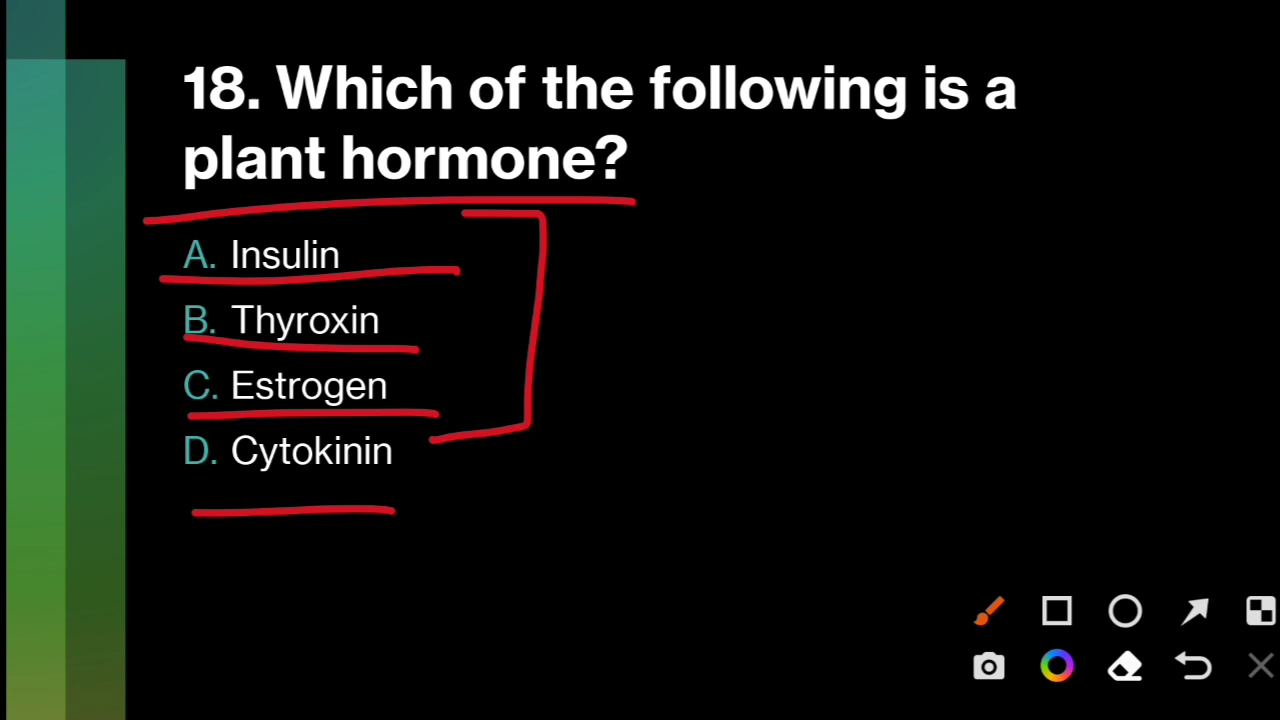 18. Which of the following is a
plant hormone?
A. Insulin
B. Thyroxin
C. Estrogen
D. Cytokinin